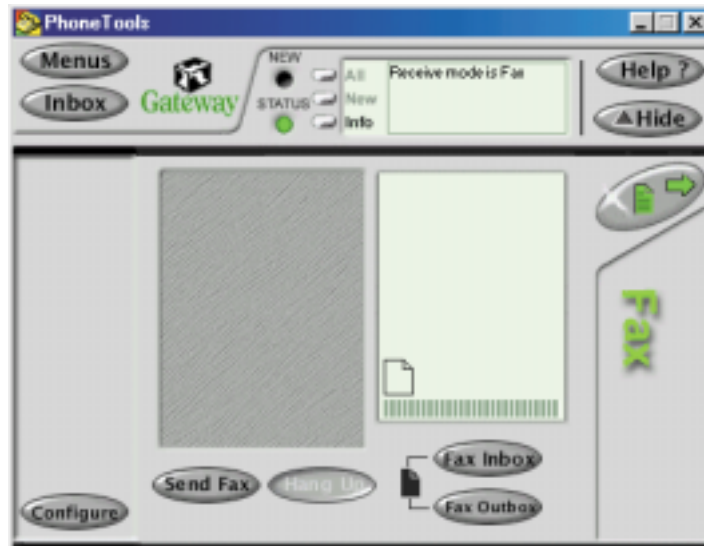 PhoneTools
Menus
Inbox
Gateway
NEW
STATUS
All
New
Info
Receive mode is Fax
Help ?
Hide
Fax
Send Fax
Hang Up
Fax Inbox
Fax Outbox
Configure